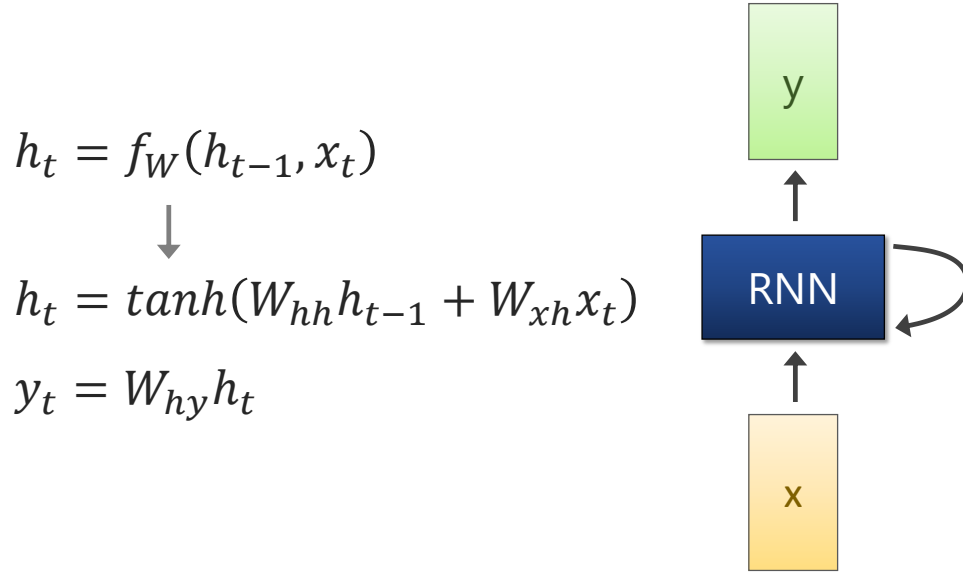 h_t = f_W(h_{t-1}, x_t)
h_t = tanh(W_{hh}h_{t-1} + W_{xh}x_t)
y_t = W_{hy}h_t
y
RNN
x